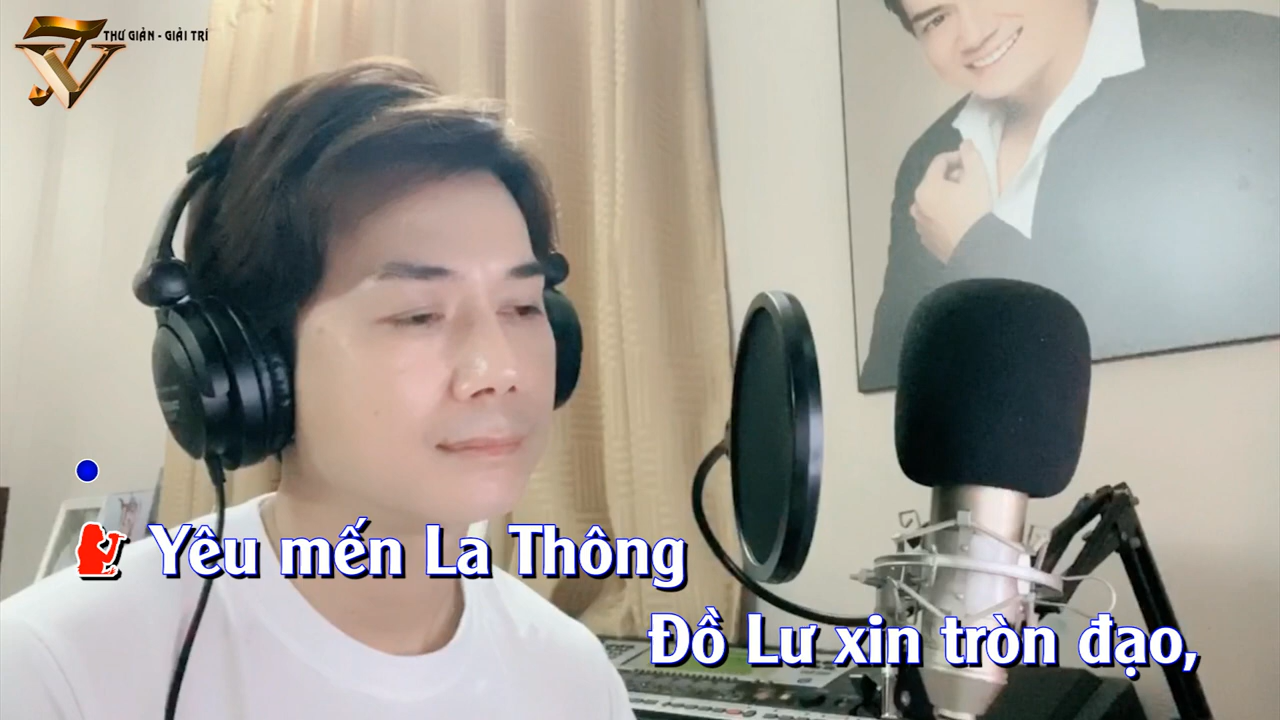 THƯ GIẢN - GIẢI TRÍ
Yêu mến La Thông
Đồ Lư xin tròn đạo,